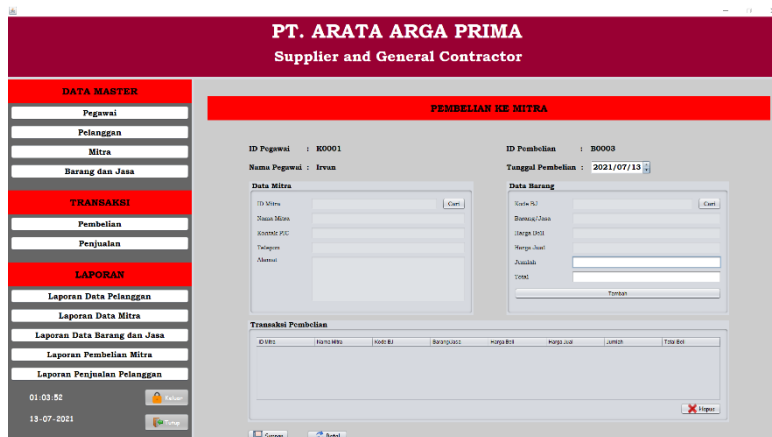 PT. ARATA ARGA PRIMA
Supplier and General Contractor
DATA MASTER
Pegawai
Pelanggan
Mitra
Barang dan Jasa
TRANSAKSI
Pembelian
Penjualan
LAPORAN
Laporan Data Pelanggan
Laporan Data Mitra
Laporan Data Barang dan Jasa
Laporan Pembelian Mitra
Laporan Penjualan Pelanggan
01:03:52
Keluar
13-07-2021
PEMBELIAN KE MITRA
ID Pegawai : K0001
Nama Pegawai : Irvan
ID Pembelian : B0003
Tanggal Pembelian : 2021/07/13
Data Mitra
ID Mitra
Cari
Nama Mitra
Kontak PIC
Telepon
Alamat
Data Barang
Kode BJ
Cari
Barang/Jasa
Harga Beli
Harga Jual
Jumlah
Total
Tambah
Transaksi Pembelian
ID Mitra Nama Mitra Kode BJ Barang/Jasa Harga Beli Harga Jual Jumlah Total Beli
Hapus
Simpan Batal